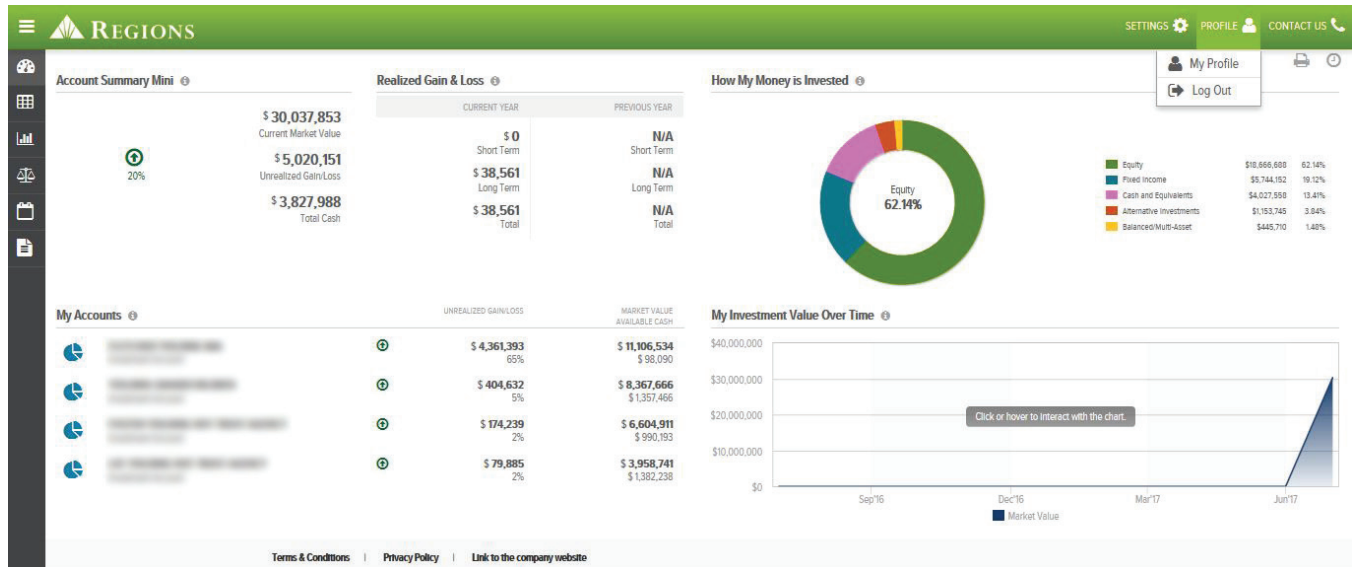 REGIONS
SETTINGS PROFILE CONTACT US
My Profile
Log Out
Account Summary Mini
$ 30,037,853
Current Market Value
20%
$ 5,020,151
Unrealized Gain/Loss
$ 3,827,988
Total Cash
Realized Gain & Loss
CURRENT YEAR PREVIOUS YEAR
$ 0 N/A
Short Term Short Term
$ 38,561 N/A
Long Term Long Term
$ 38,561 N/A
Total Total
How My Money is Invested
Equity
62.14%
Equity $18,666,688 62.14%
Fixed Income $5,744,152 19.12%
Cash and Equivalents $4,027,558 13.41%
Alternative Investments $1,153,745 3.84%
Balanced/Multi-Asset $445,710 1.48%
My Accounts
UNREALIZED GAIN/LOSS MARKET VALUE
AVAILABLE CASH
$ 4,361,393 $ 11,106,534
65% $ 98,090
$ 404,632 $ 8,367,666
5% $ 1,357,466
$ 174,239 $ 6,604,911
2% $ 990,193
$ 79,885 $ 3,958,741
2% $ 1,382,238
My Investment Value Over Time
$40,000,000
$30,000,000
$20,000,000
$10,000,000
$0
Click or hover to interact with the chart.
Sep'16 Dec'16 Mar'17 Jun'17
Market Value
Terms & Conditions | Privacy Policy | Link to the company website